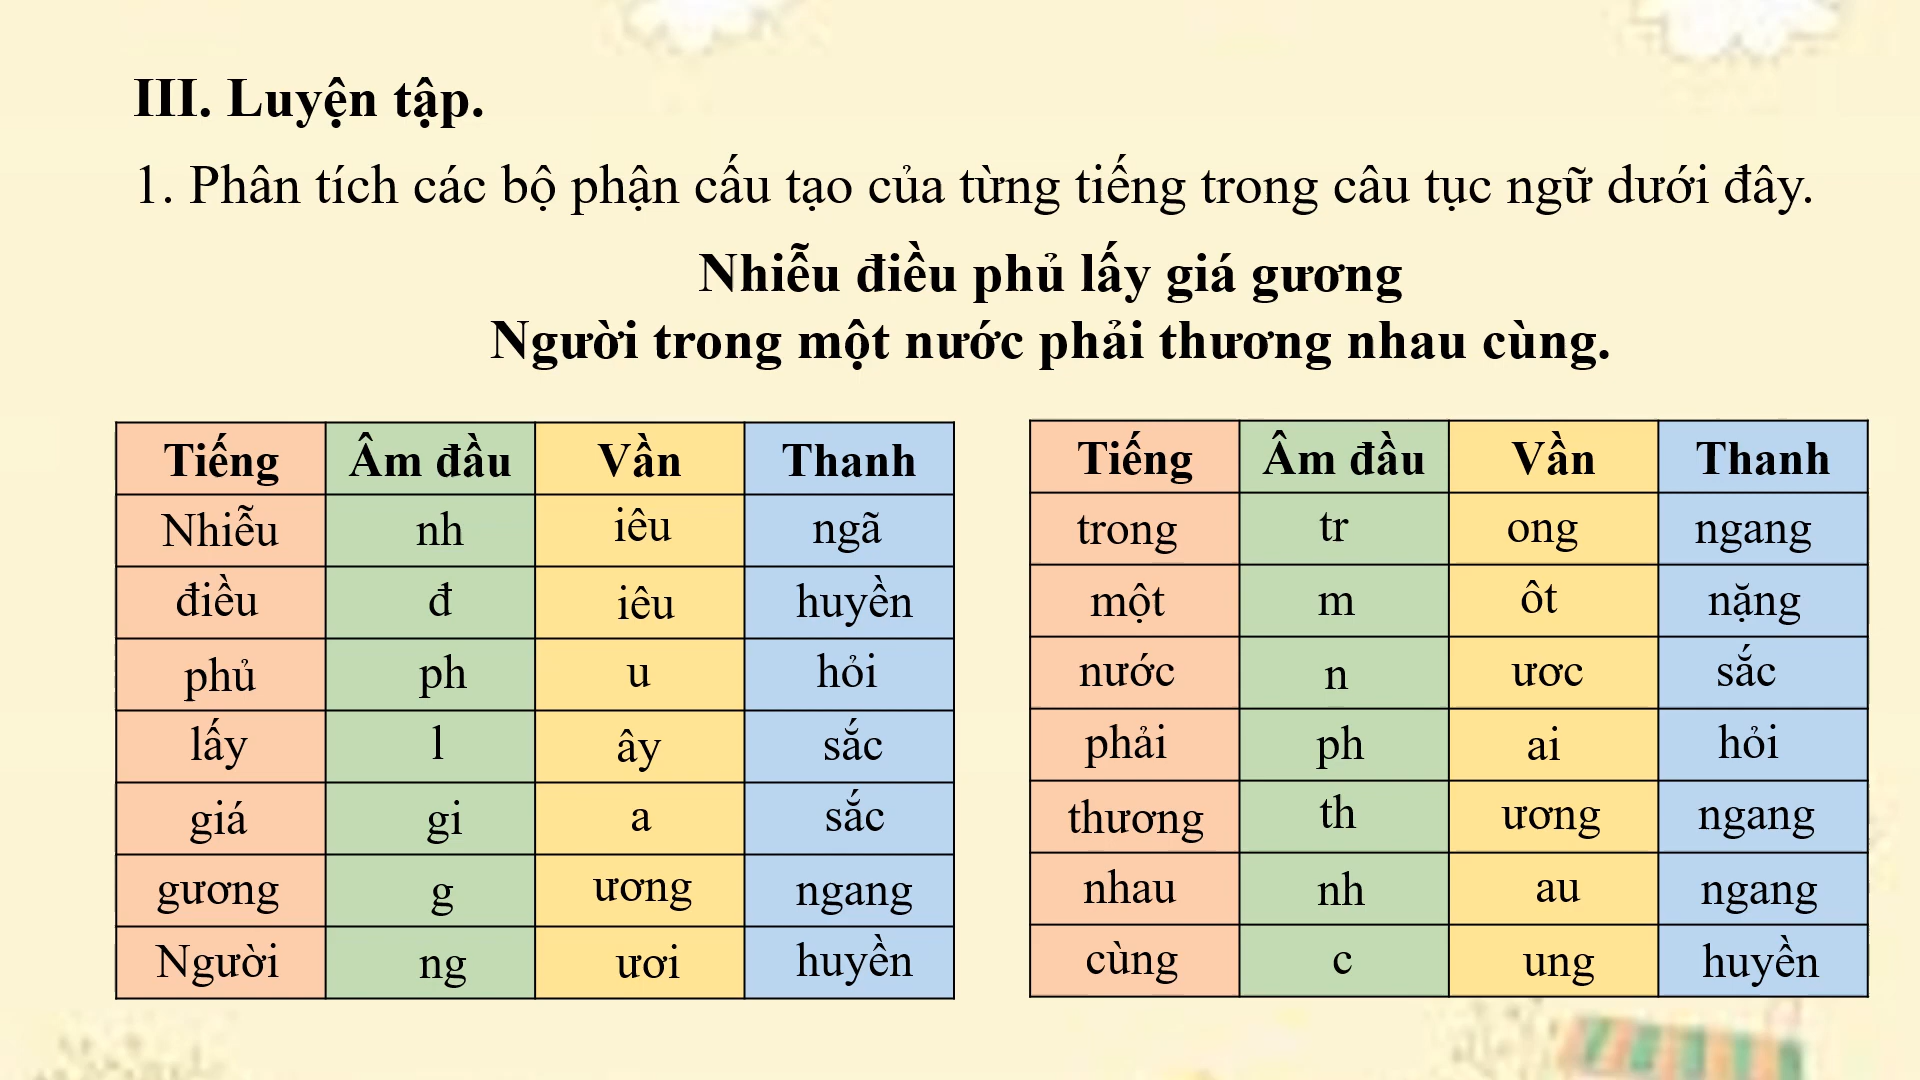 III. Luyện tập.
1. Phân tích các bộ phận cấu tạo của từng tiếng trong câu tục ngữ dưới đây.
Nhiễu điều phủ lấy giá gương
Người trong một nước phải thương nhau cùng.
Tiếng Âm đầu Vần Thanh
Nhiễu nh iêu ngã
điều đ iêu huyền
phủ ph u hỏi
lấy l ây sắc
giá gi a sắc
gương g ương ngang
Người ng ươi huyền
Tiếng Âm đầu Vần Thanh
trong tr ong ngang
một m ôt nặng
nước n ươc sắc
phải ph ai hỏi
thương th ương ngang
nhau nh au ngang
cùng c ung huyền